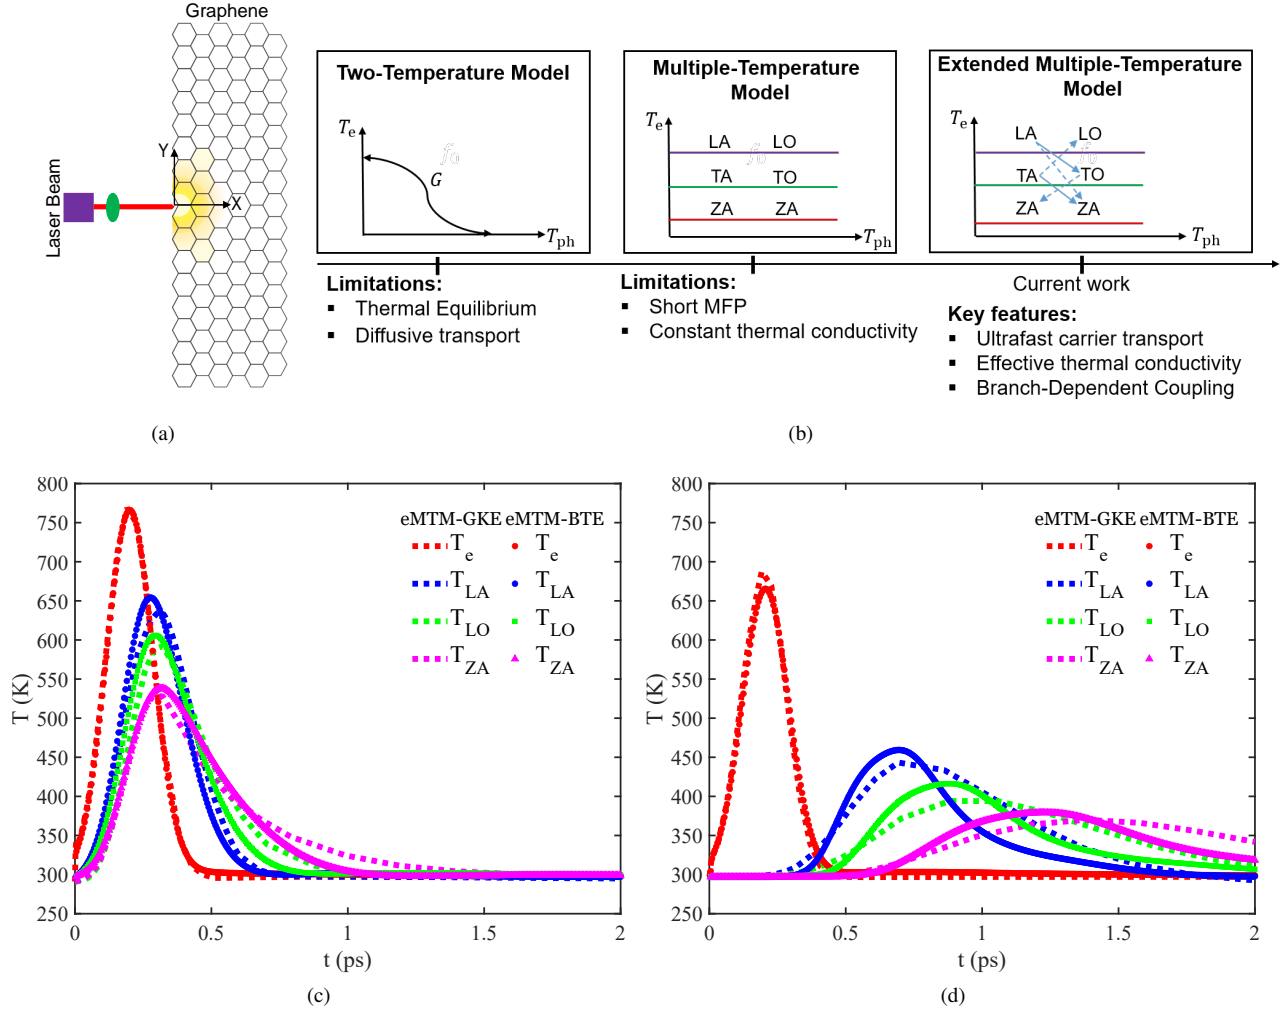 Graphene
Laser Beam
Y
X
(a)
Two-Temperature Model
Te
f0
G
Tph
Limitations:
▪ Thermal Equilibrium
▪ Diffusive transport
Multiple-Temperature
Model
Te
LA LO
f0
TA TO
ZA ZA
Tph
Limitations:
▪ Short MFP
▪ Constant thermal conductivity
Extended Multiple-Temperature
Model
Te
LA LO
f0
TA TO
ZA ZA
Tph
Current work
Key features:
▪ Ultrafast carrier transport
▪ Effective thermal conductivity
▪ Branch-Dependent Coupling
(b)
800
750
700
650
600
550
500
450
400
350
300
250
T (K)
eMTM-GKE eMTM-BTE
Te Te
TLA TLA
TLO TLO
TZA TZA
0 0.5 1 1.5 2
t (ps)
(c)
800
750
700
650
600
550
500
450
400
350
300
250
T (K)
eMTM-GKE eMTM-BTE
Te Te
TLA TLA
TLO TLO
TZA TZA
0 0.5 1 1.5 2
t (ps)
(d)